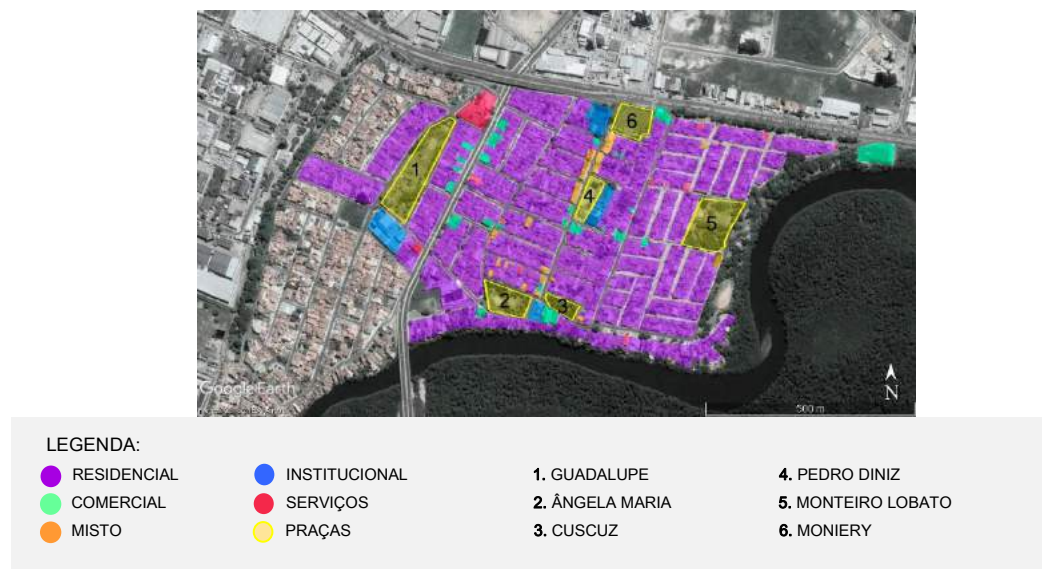 6
1
4
5
2
3
Google Earth
N
500 m
LEGENDA:
RESIDENCIAL
COMERCIAL
MISTO
INSTITUCIONAL
SERVIÇOS
PRAÇAS
1. GUADALUPE
2. ÂNGELA MARIA
3. CUSCUZ
4. PEDRO DINIZ
5. MONTEIRO LOBATO
6. MONIERY